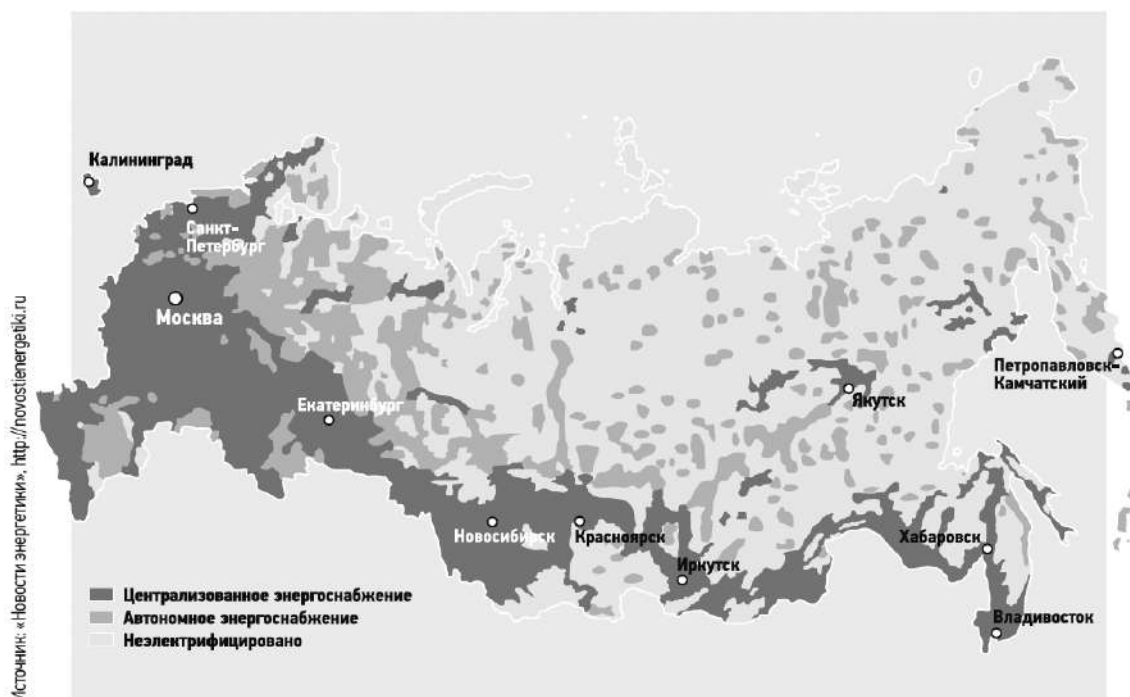 Калининград
Санкт-
Петербург
Москва
Екатеринбург
Новосибирск
Красноярск
Иркутск
Якутск
Петропавловск-
Камчатский
Хабаровск
Владивосток
Централизованное энергоснабжение
Автономное энергоснабжение
Неэлектрифицировано
Источник: «Новости энергетики», http://novostienergetiki.ru